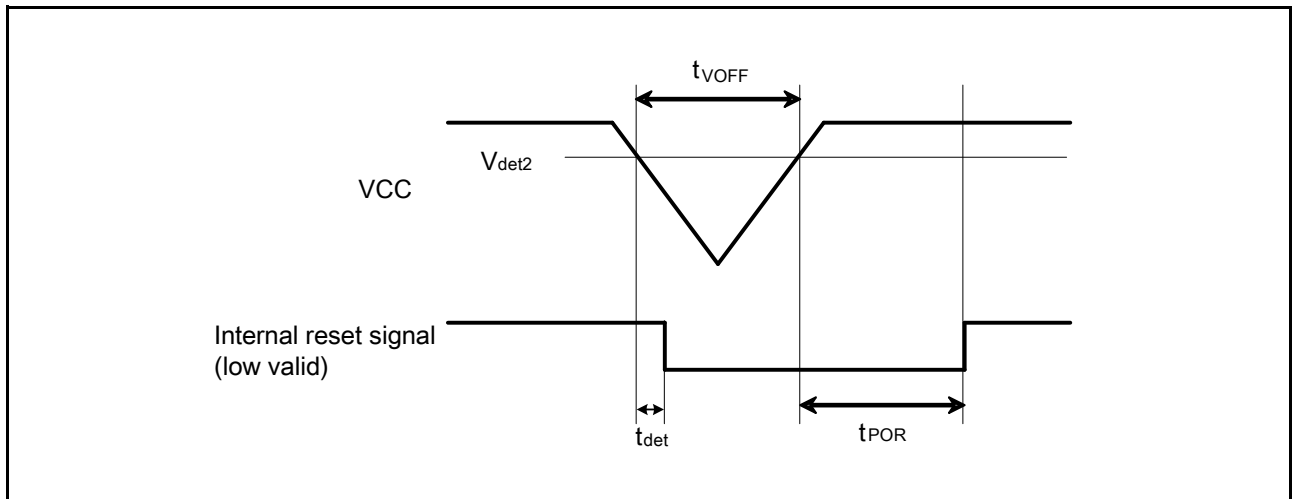 tVOFF
Vdet2
VCC
Internal reset signal
(low valid)
tdet
tPOR